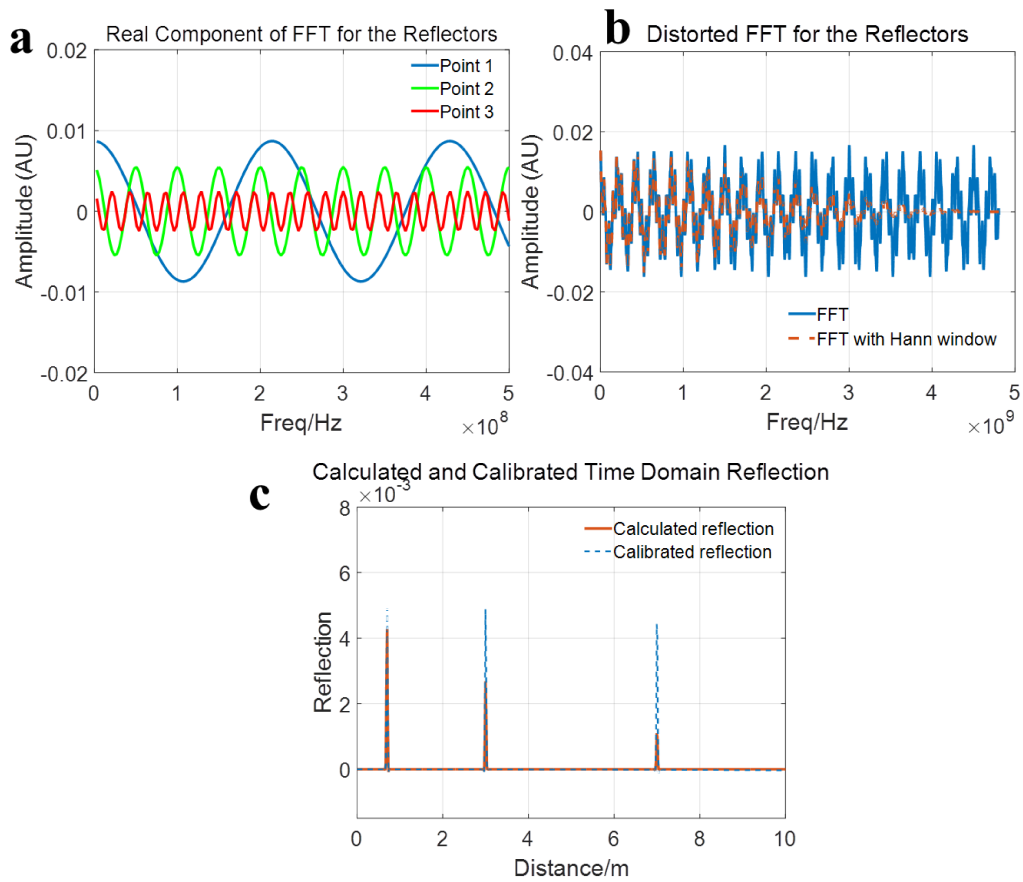 a
Real Component of FFT for the Reflectors
0.02
0.01
0
-0.01
-0.02
Amplitude (AU)
Point 1
Point 2
Point 3
0 1 2 3 4 5
Freq/Hz
×10^8
b
Distorted FFT for the Reflectors
0.04
0.02
0
-0.02
-0.04
Amplitude (AU)
FFT
FFT with Hann window
0 1 2 3 4 5
Freq/Hz
×10^9
c
Calculated and Calibrated Time Domain Reflection
×10^-3
8
6
4
2
0
Reflection
Calculated reflection
Calibrated reflection
0 2 4 6 8 10
Distance/m